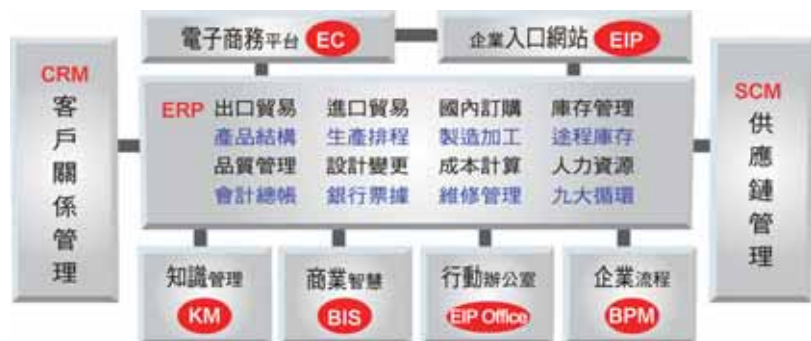 電子商務平台 EC
企業入口網站 EIP
CRM
客戶關係管理
ERP 出口貿易 進口貿易 國內訂購 庫存管理
產品結構 生產排程 製造加工 途程庫存
品質管理 設計變更 成本計算 人力資源
會計總帳 銀行票據 維修管理 九大循環
SCM
供應鏈管理
知識管理
KM
商業智慧
BIS
行動辦公室
EIP Office
企業流程
BPM